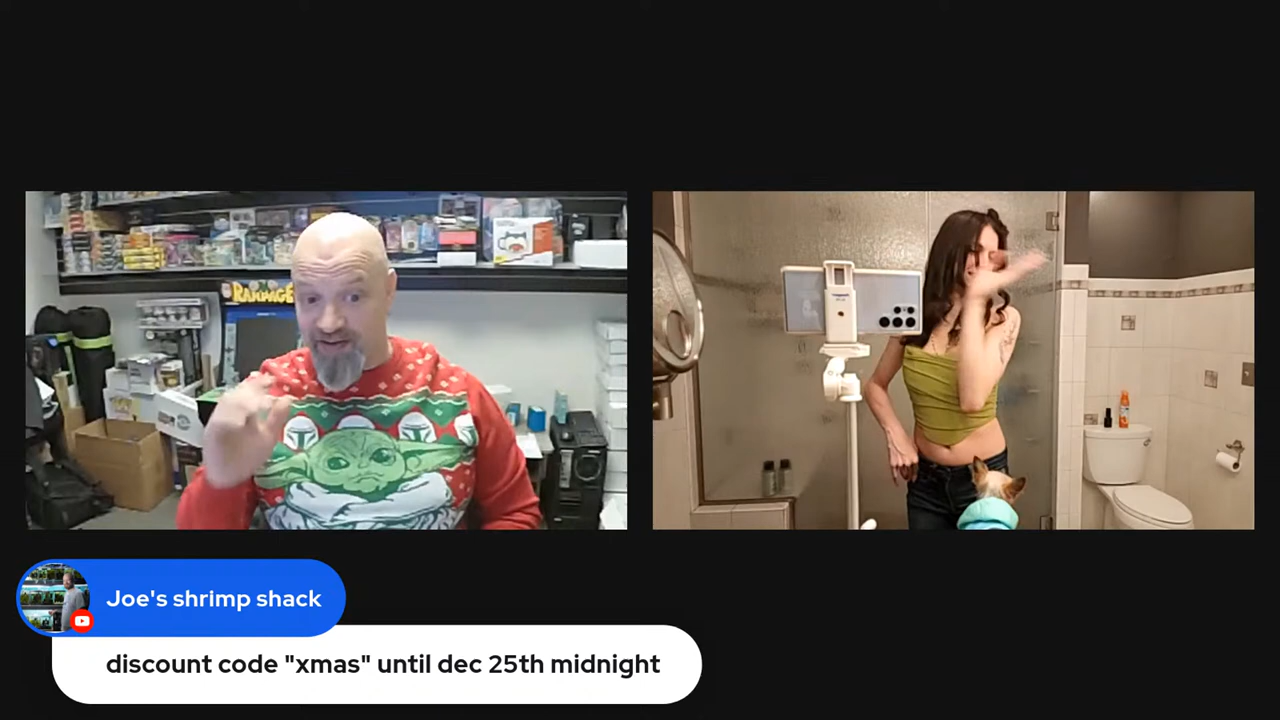 RAMPAGE
Joe's shrimp shack
discount code "xmas" until dec 25th midnight